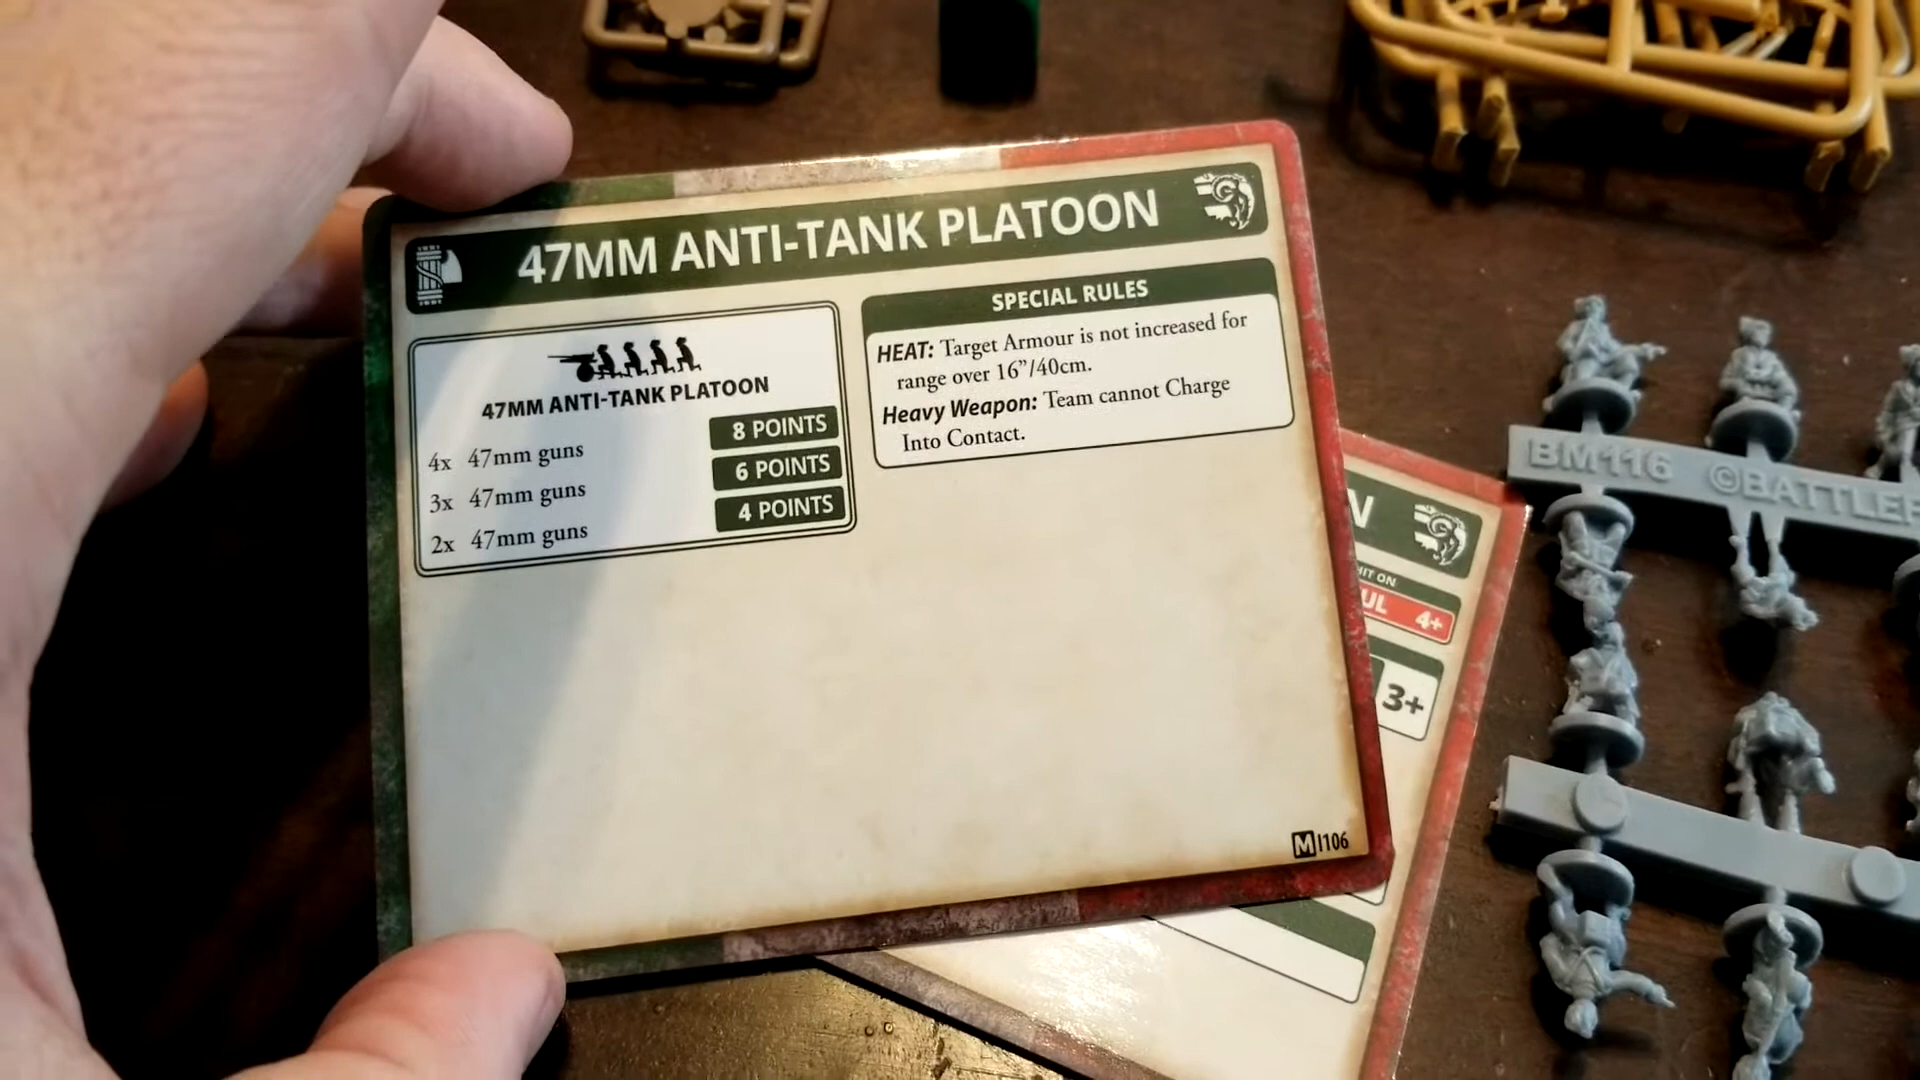 47MM ANTI-TANK PLATOON
47MM ANTI-TANK PLATOON
4x 47mm guns 8 POINTS
3x 47mm guns 6 POINTS
2x 47mm guns 4 POINTS
SPECIAL RULES
HEAT: Target Armour is not increased for
range over 16”/40cm.
Heavy Weapon: Team cannot Charge
Into Contact.
M I106
HIT ON
4+
3+
BM116 ©BATTLEF